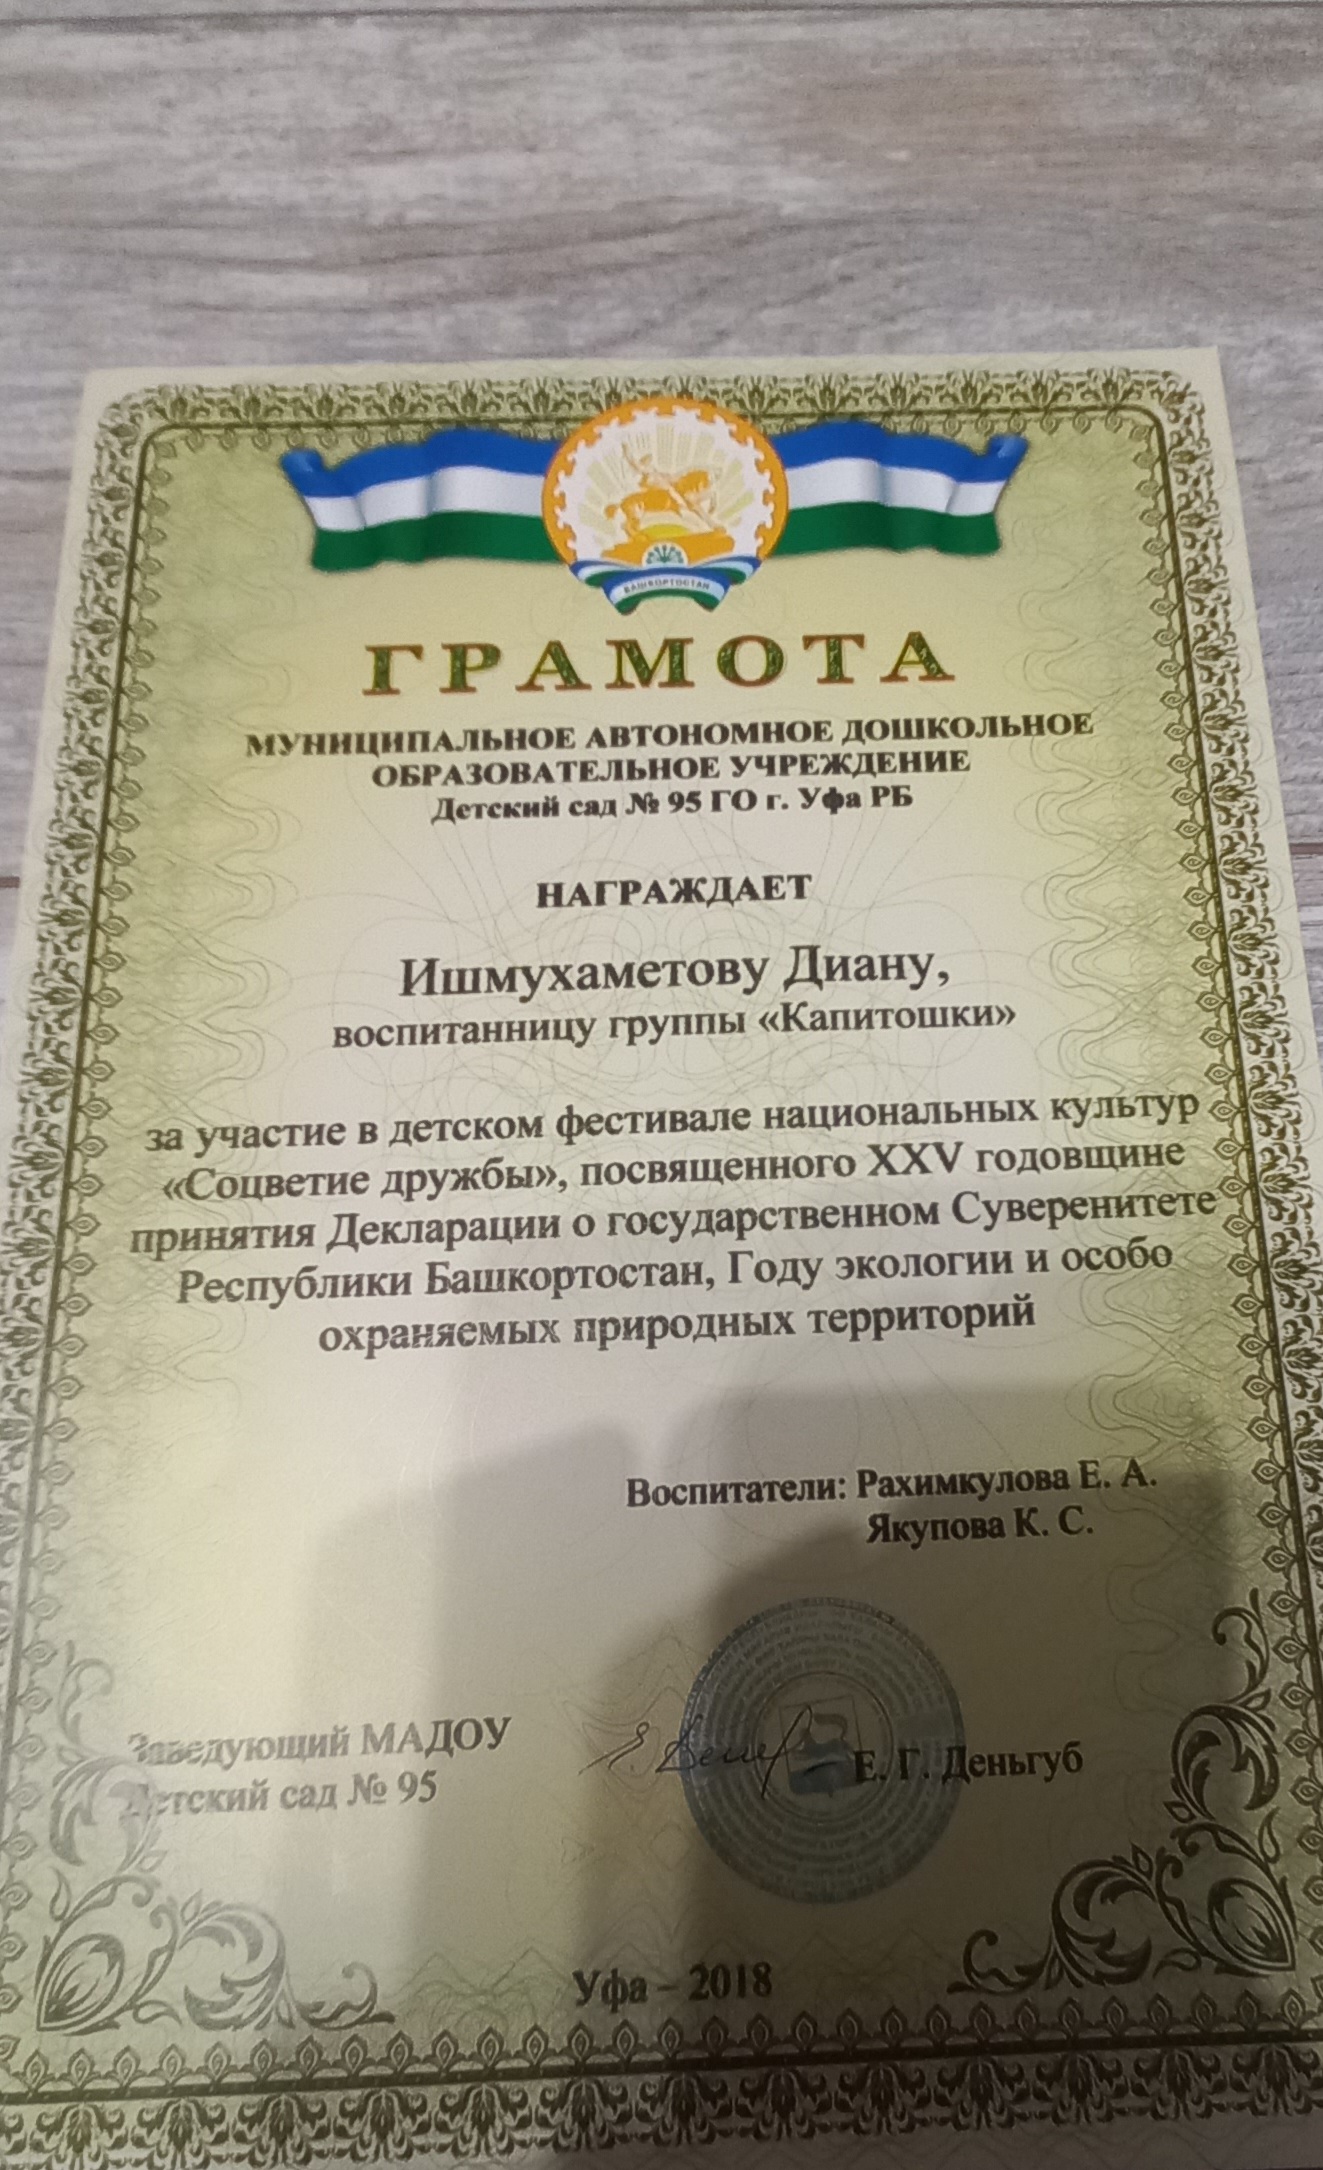 БАШКОРТОСТАН
ГРАМОТА
МУНИЦИПАЛЬНОЕ АВТОНОМНОЕ ДОШКОЛЬНОЕ
ОБРАЗОВАТЕЛЬНОЕ УЧРЕЖДЕНИЕ
Детский сад № 95 ГО г. Уфа РБ
НАГРАЖДАЕТ
Ишмухаметову Диану,
воспитанницу группы «Капитошки»
за участие в детском фестивале национальных культур
«Соцветие дружбы», посвященного XXV годовщине
принятия Декларации о государственном Суверенитете
Республики Башкортостан, Году экологии и особо
охраняемых природных территорий
Воспитатели: Рахимкулова Е. А.
Якупова К. С.
Заведующий МАДОУ
Детский сад № 95
Е. Г. Деньгуб
Уфа – 2018